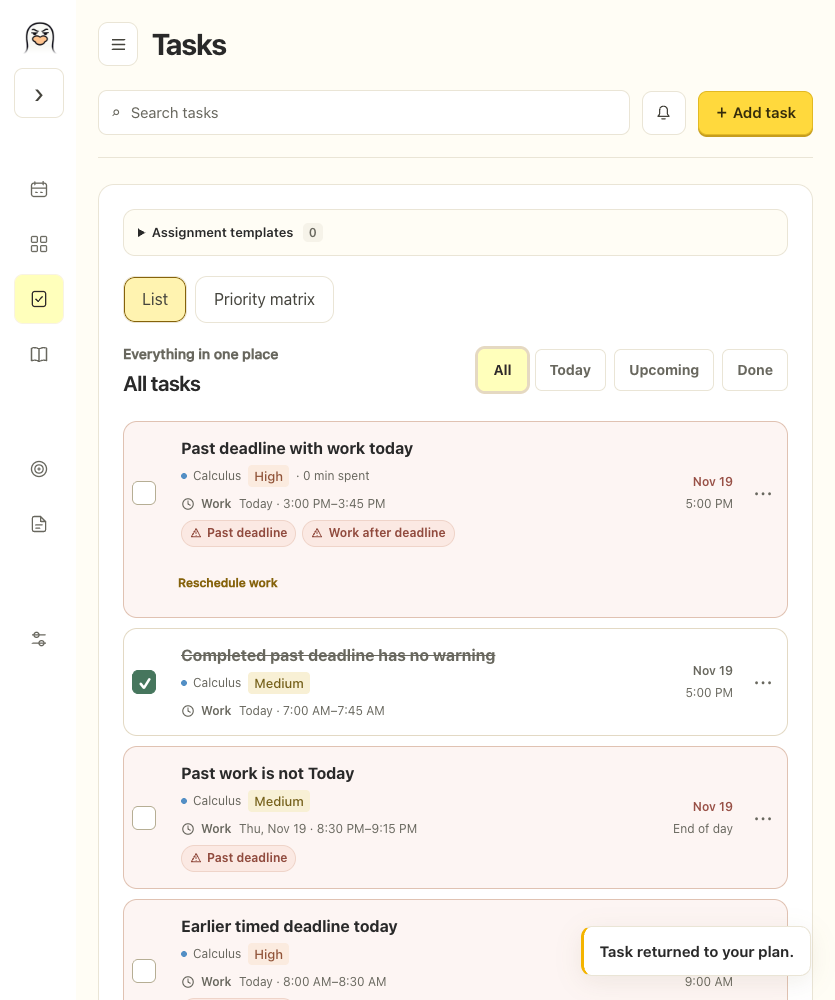 Tasks
Search tasks
+ Add task
Assignment templates 0
List
Priority matrix
Everything in one place
All tasks
All
Today
Upcoming
Done
Past deadline with work today
Calculus High · 0 min spent
Work Today · 3:00 PM–3:45 PM
Past deadline
Work after deadline
Nov 19
5:00 PM
Reschedule work
Completed past deadline has no warning
Calculus Medium
Work Today · 7:00 AM–7:45 AM
Nov 19
5:00 PM
Past work is not Today
Calculus Medium
Work Thu, Nov 19 · 8:30 PM–9:15 PM
Past deadline
Nov 19
End of day
Earlier timed deadline today
Calculus High
Work Today · 8:00 AM–8:30 AM
9:00 AM
Task returned to your plan.